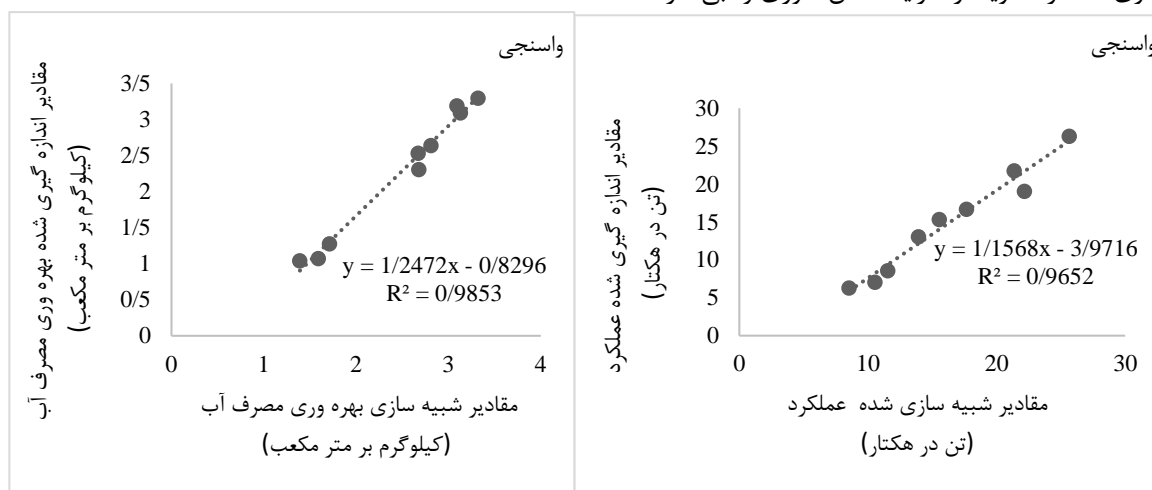 واسنجی
مقادیر اندازه گیری شده عملکرد
(تن در هکتار)
30
25
20
15
10
5
0
y = 1/1568x - 3/9716
R² = 0/9652
0 10 20 30
مقادیر شبیه سازی شده عملکرد
(تن در هکتار)
واسنجی
مقادیر اندازه گیری شده بهره وری مصرف آب
(کیلوگرم بر متر مکعب)
3/5
3
2/5
2
1/5
1
0/5
0
y = 1/2472x - 0/8296
R² = 0/9853
0 1 2 3 4
مقادیر شبیه سازی بهره وری مصرف آب
(کیلوگرم بر متر مکعب)